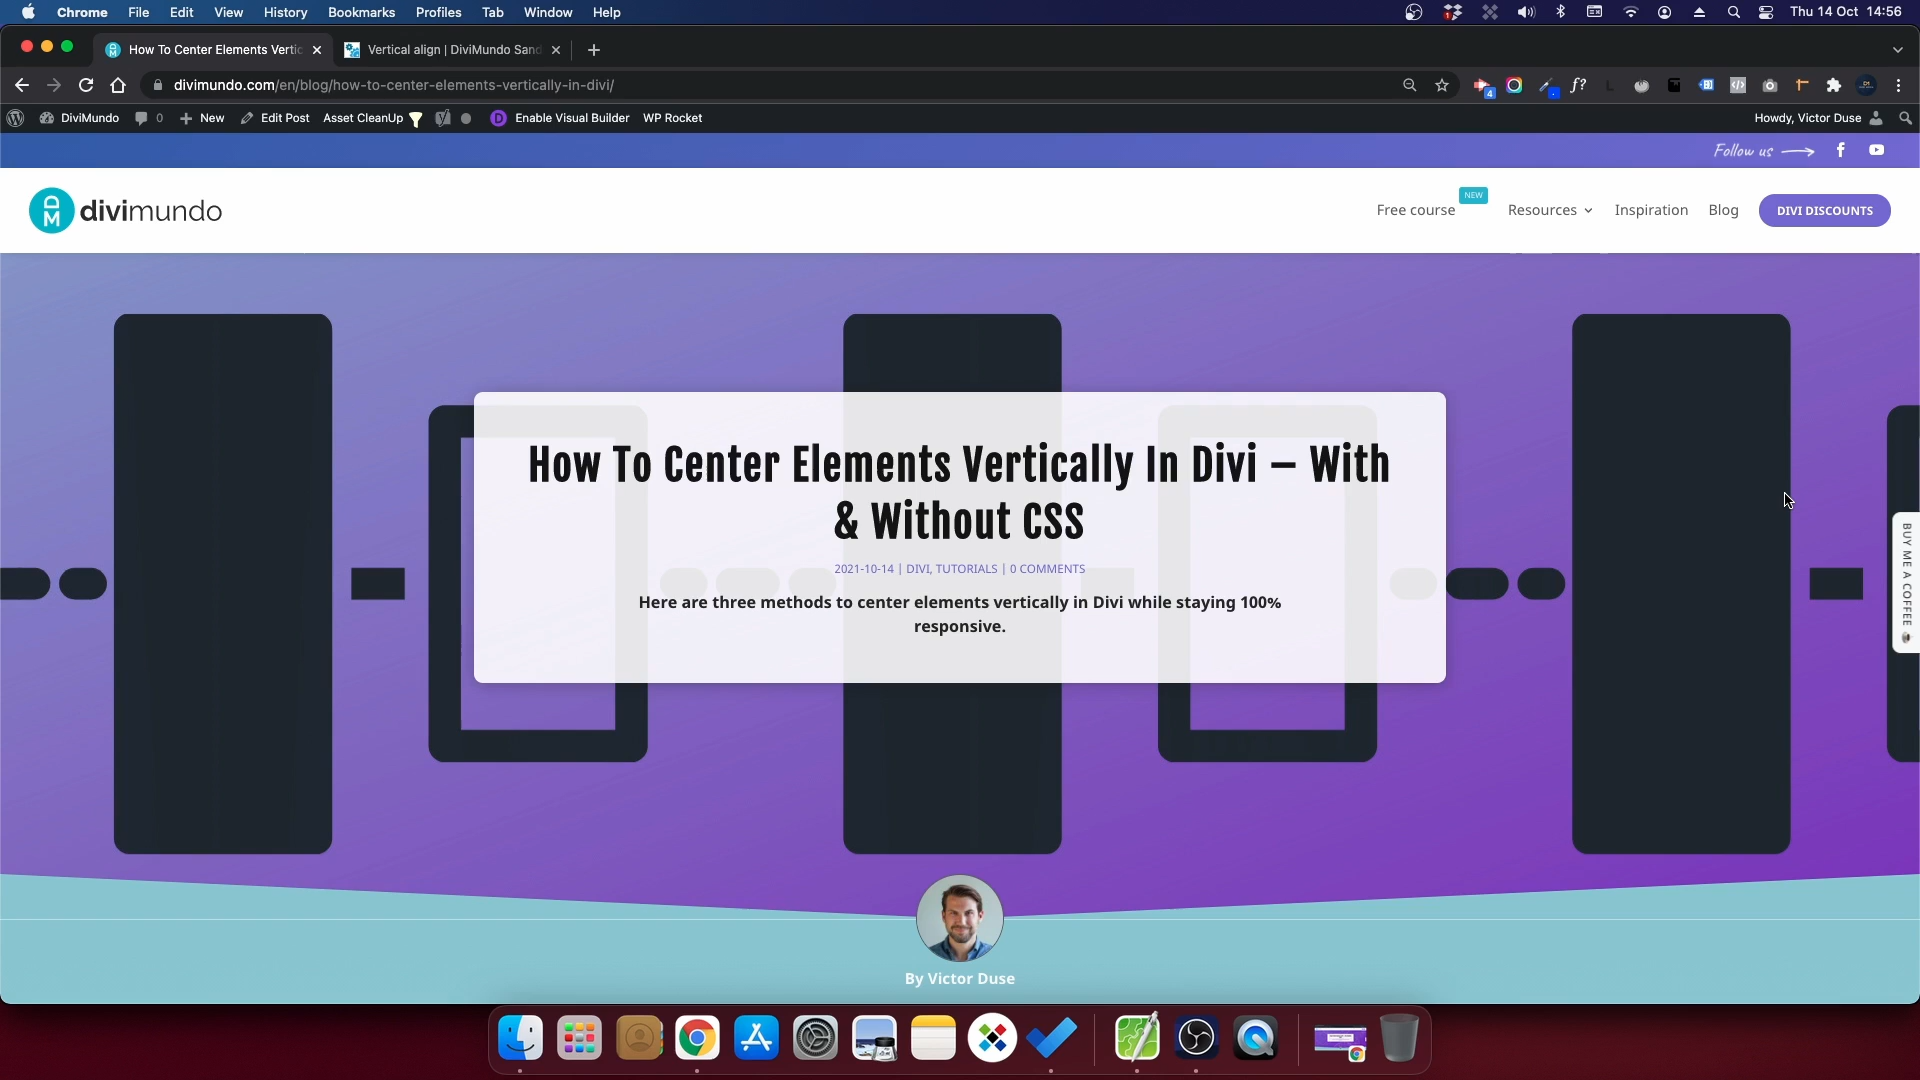 Chrome File Edit View History Bookmarks Profiles Tab Window Help Thu 14 Oct 14:56
How To Center Elements Vertic Vertical align | DiviMundo Sand
divimundo.com/en/blog/how-to-center-elements-vertically-in-divi/
DiviMundo 0 New Edit Post Asset CleanUp Enable Visual Builder WP Rocket Howdy, Victor Duse
Follow us
divimundo
Free course NEW Resources Inspiration Blog DIVI DISCOUNTS
How To Center Elements Vertically In Divi – With
& Without CSS
2021-10-14 | DIVI, TUTORIALS | 0 COMMENTS
Here are three methods to center elements vertically in Divi while staying 100%
responsive.
BUY ME A COFFEE
By Victor Duse